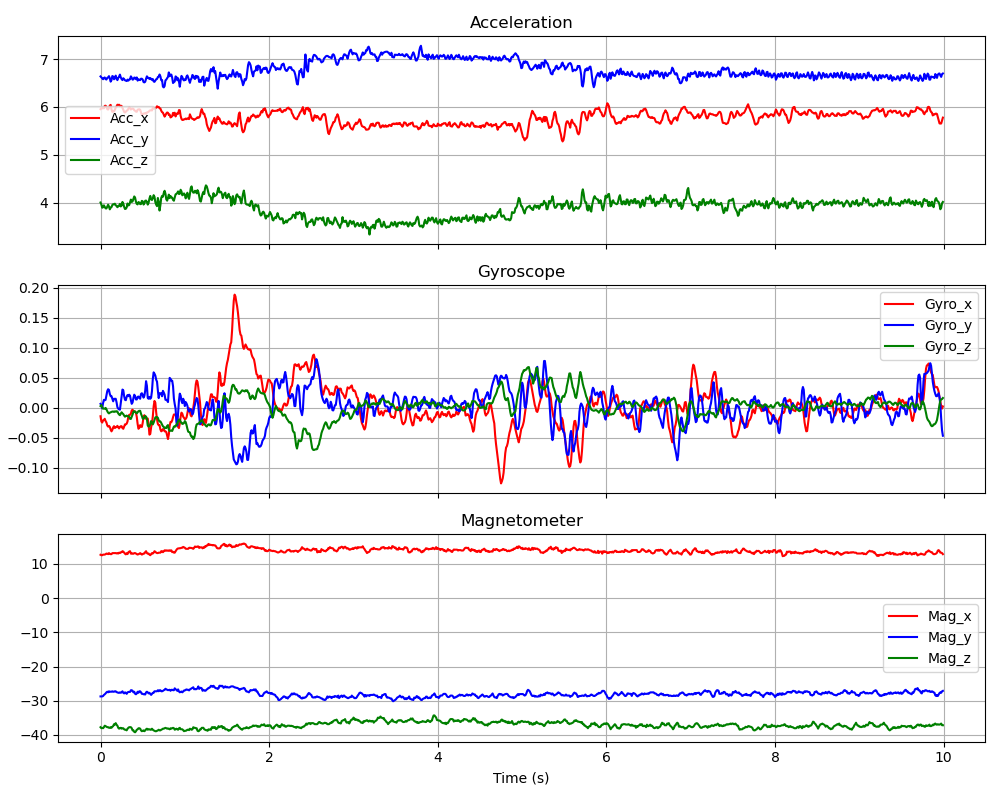 Acceleration
7
6
5
4
Acc_x
Acc_y
Acc_z
Gyroscope
0.20
0.15
0.10
0.05
0.00
−0.05
−0.10
Gyro_x
Gyro_y
Gyro_z
Magnetometer
10
0
−10
−20
−30
−40
Mag_x
Mag_y
Mag_z
0 2 4 6 8 10
Time (s)